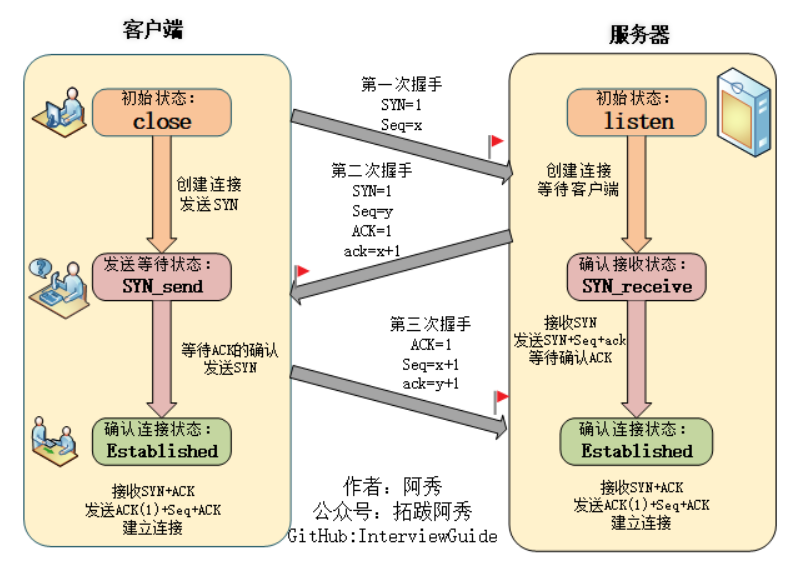 客户端
初始状态：
close
创建连接
发送SYN
发送等待状态：
SYN_send
等待ACK的确认
发送SYN
确认连接状态：
Established
接收SYN+ACK
发送ACK(1)+Seq+ACK
建立连接
第一次握手
SYN=1
Seq=x
第二次握手
SYN=1
Seq=y
ACK=1
ack=x+1
第三次握手
ACK=1
Seq=x+1
ack=y+1
作者：阿秀
公众号：拓跋阿秀
GitHub:InterviewGuide
服务器
初始状态：
listen
创建连接
等待客户端
确认接收状态：
SYN_receive
接收SYN
发送SYN+Seq+ack
等待确认ACK
确认连接状态：
Established
接收SYN+ACK
发送ACK(1)+Seq+ACK
建立连接